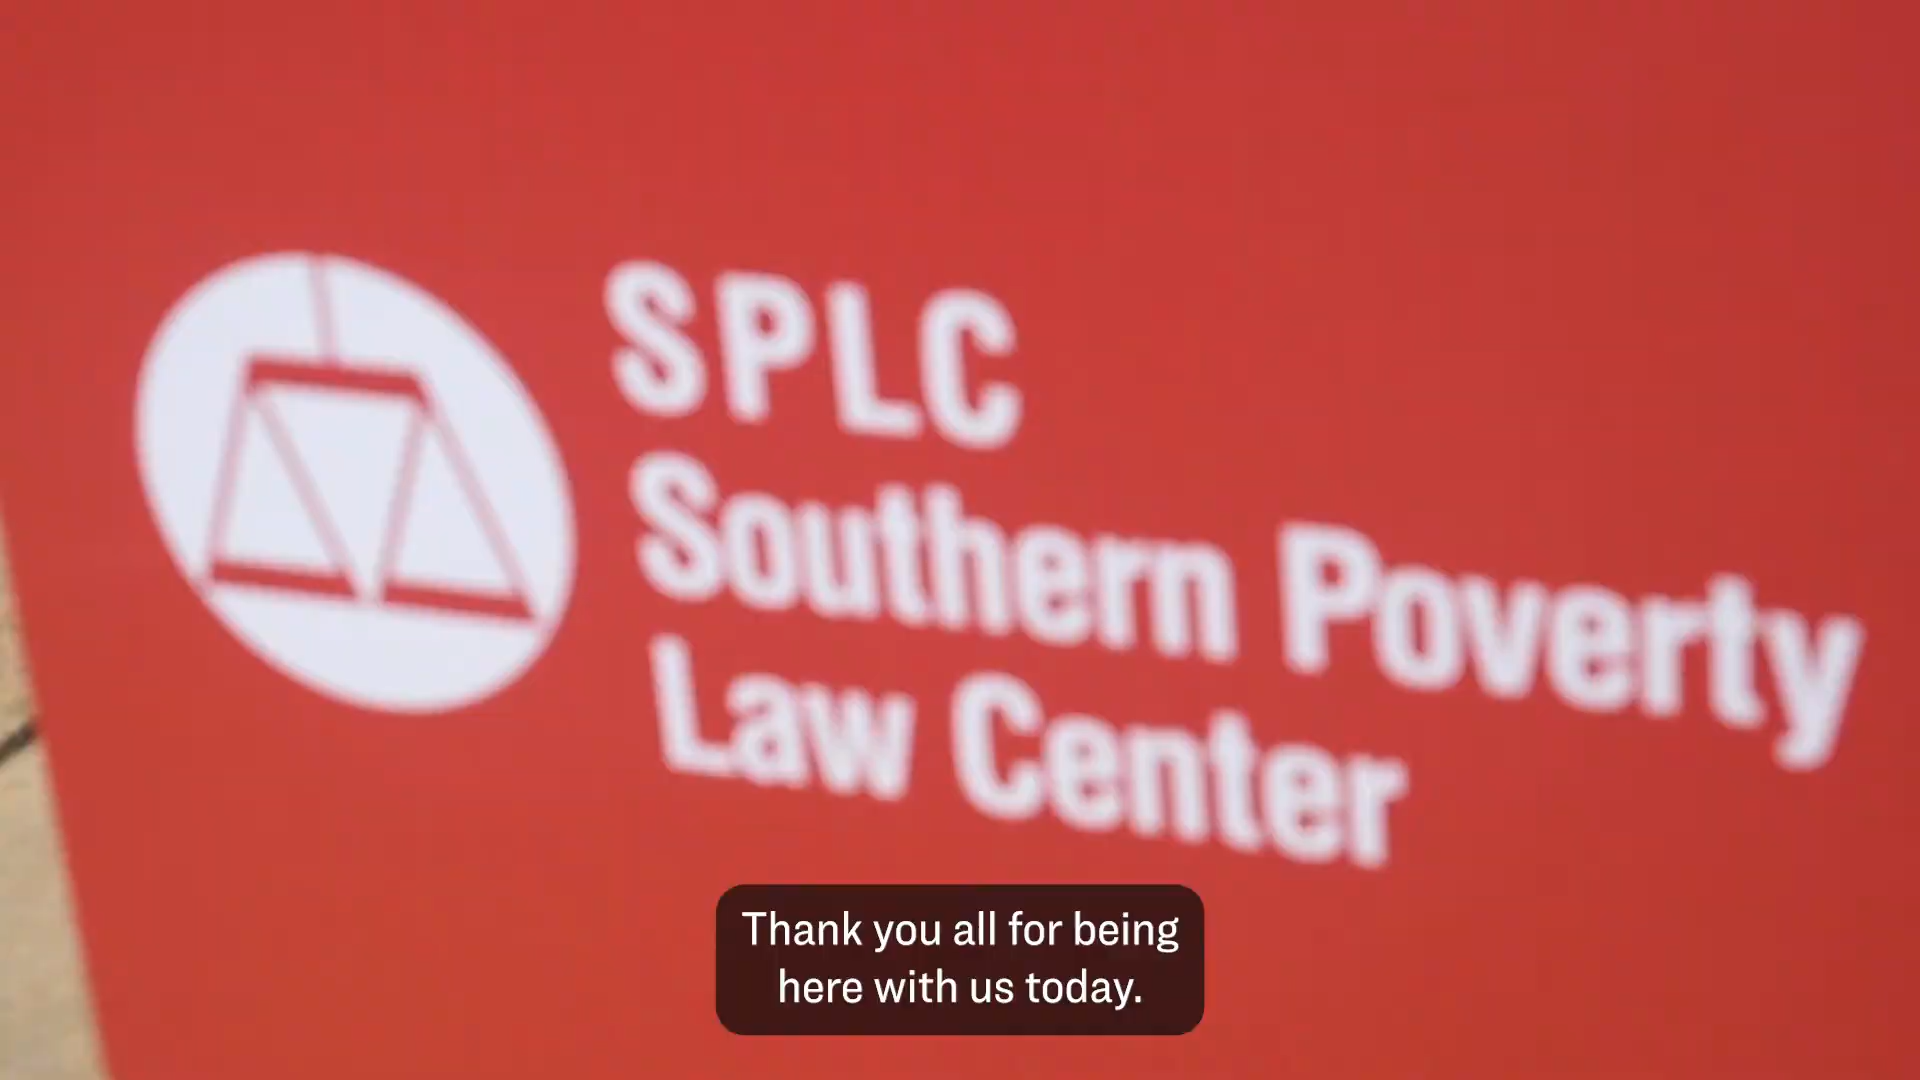 SPLC
Southern Poverty
Law Center
Thank you all for being
here with us today.